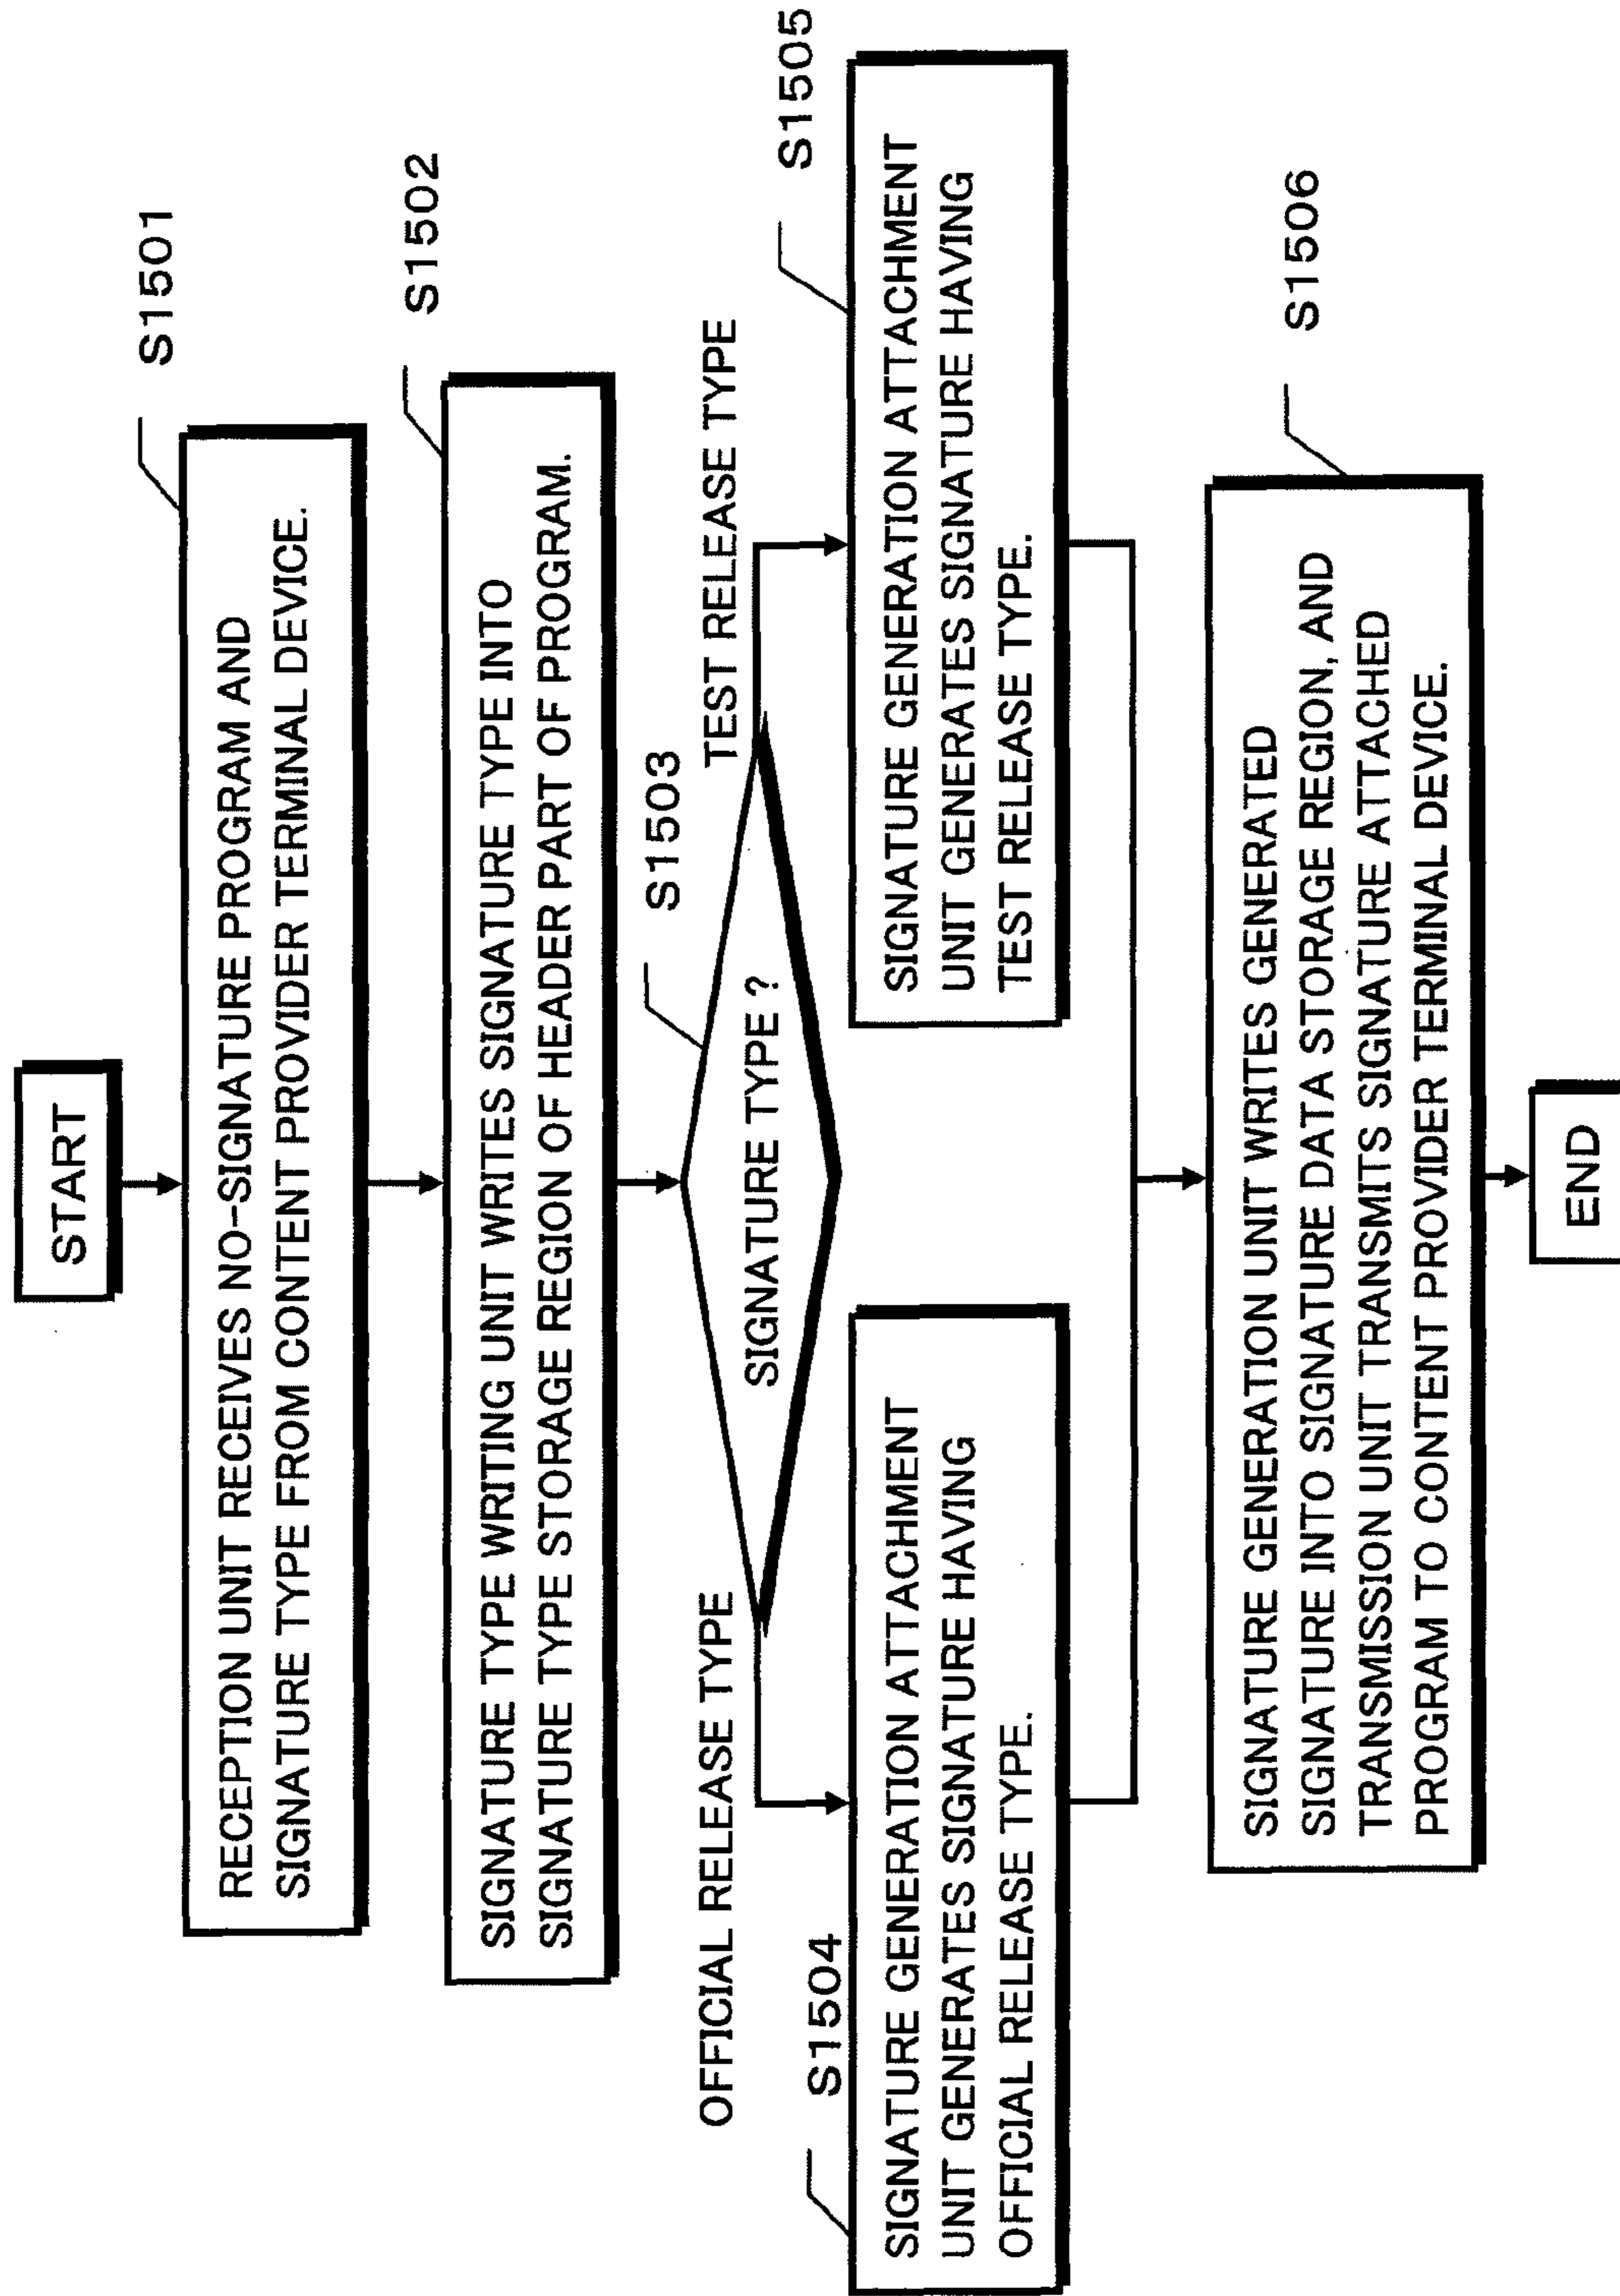 START
S1501
RECEPTION UNIT RECEIVES NO-SIGNATURE PROGRAM AND
SIGNATURE TYPE FROM CONTENT PROVIDER TERMINAL DEVICE.
S1502
SIGNATURE TYPE WRITING UNIT WRITES SIGNATURE TYPE INTO
SIGNATURE TYPE STORAGE REGION OF HEADER PART OF PROGRAM.
S1503
OFFICIAL RELEASE TYPE
TEST RELEASE TYPE
SIGNATURE TYPE ?
S1504
SIGNATURE GENERATION ATTACHMENT
UNIT GENERATES SIGNATURE HAVING
OFFICIAL RELEASE TYPE.
S1505
SIGNATURE GENERATION ATTACHMENT
UNIT GENERATES SIGNATURE HAVING
TEST RELEASE TYPE.
S1506
SIGNATURE GENERATION UNIT WRITES GENERATED
SIGNATURE INTO SIGNATURE DATA STORAGE REGION, AND
TRANSMISSION UNIT TRANSMITS SIGNATURE ATTACHED
PROGRAM TO CONTENT PROVIDER TERMINAL DEVICE.
END